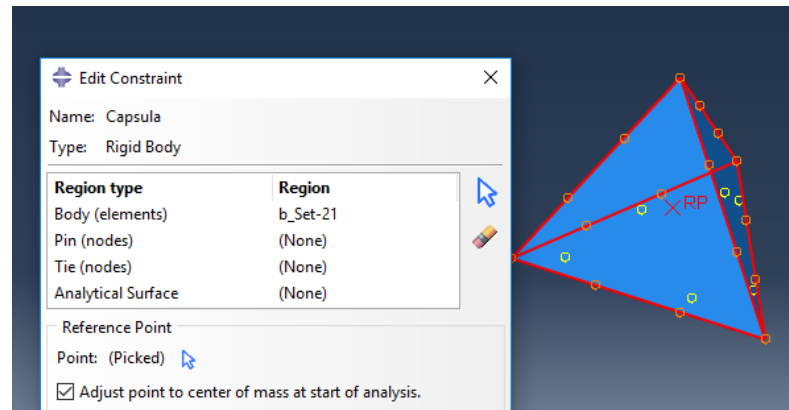 Edit Constraint
Name: Capsula
Type: Rigid Body
Region type Region
Body (elements) b_Set-21
Pin (nodes) (None)
Tie (nodes) (None)
Analytical Surface (None)
Reference Point
Point: (Picked)
Adjust point to center of mass at start of analysis.
RP